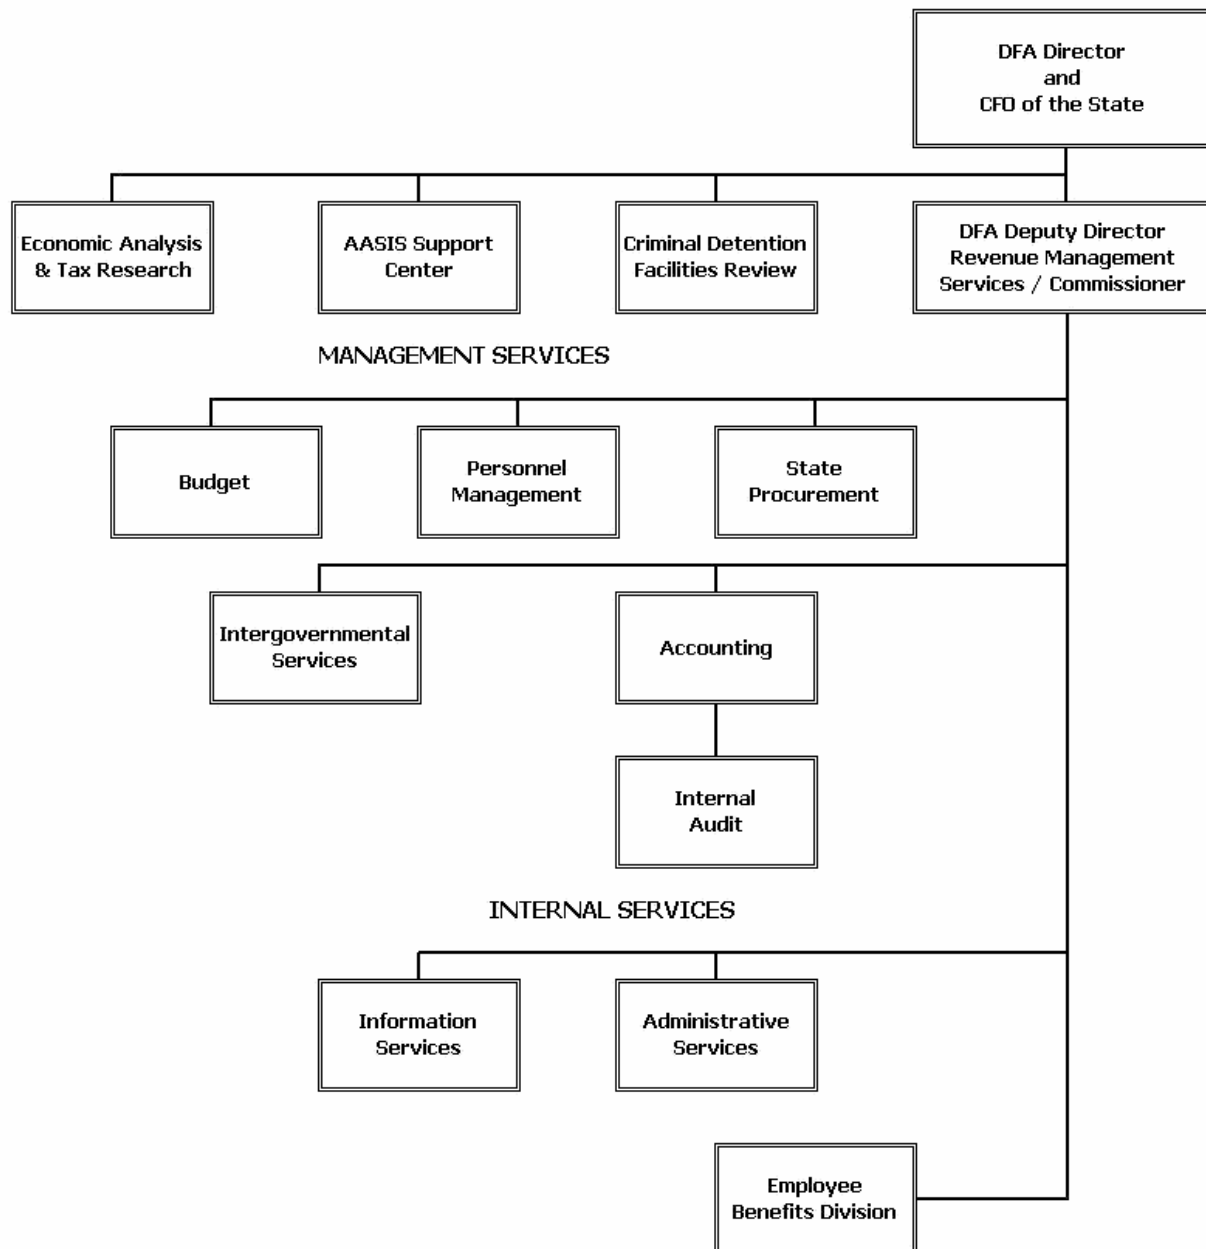 DFA Director
and
CFO of the State
Economic Analysis
& Tax Research
AASIS Support
Center
Criminal Detention
Facilities Review
DFA Deputy Director
Revenue Management
Services / Commissioner
MANAGEMENT SERVICES
Budget
Personnel
Management
State
Procurement
Intergovernmental
Services
Accounting
Internal
Audit
INTERNAL SERVICES
Information
Services
Administrative
Services
Employee
Benefits Division